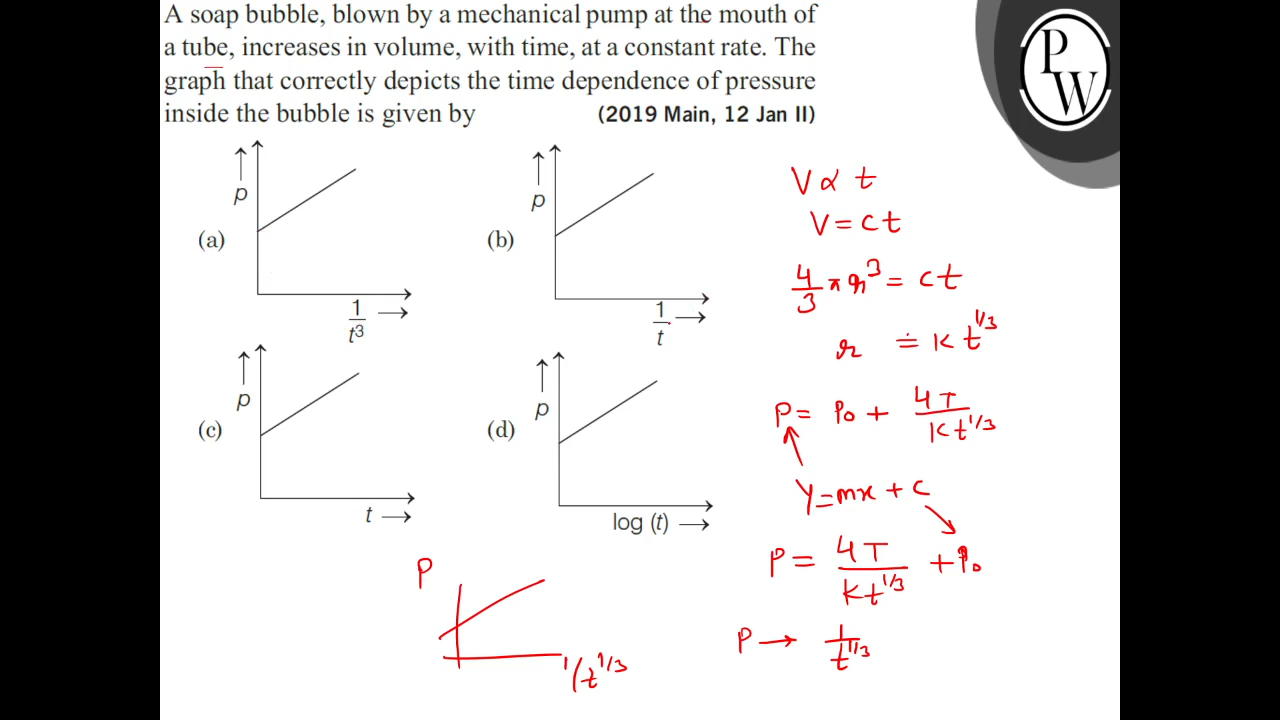 A soap bubble, blown by a mechanical pump at the mouth of
a tube, increases in volume, with time, at a constant rate. The
graph that correctly depicts the time dependence of pressure
inside the bubble is given by (2019 Main, 12 Jan II)
P
W
(a)
p
1/t³
(b)
p
1/t
(c)
p
t
(d)
p
log (t)
V ∝ t
V = ct
4/3 π r³ = ct
r = K t^1/3
P = P₀ + 4T/Kt^1/3
Y = mx + c
P = 4T/Kt^1/3 + P₀
P → 1/t^1/3
P
1/t^1/3